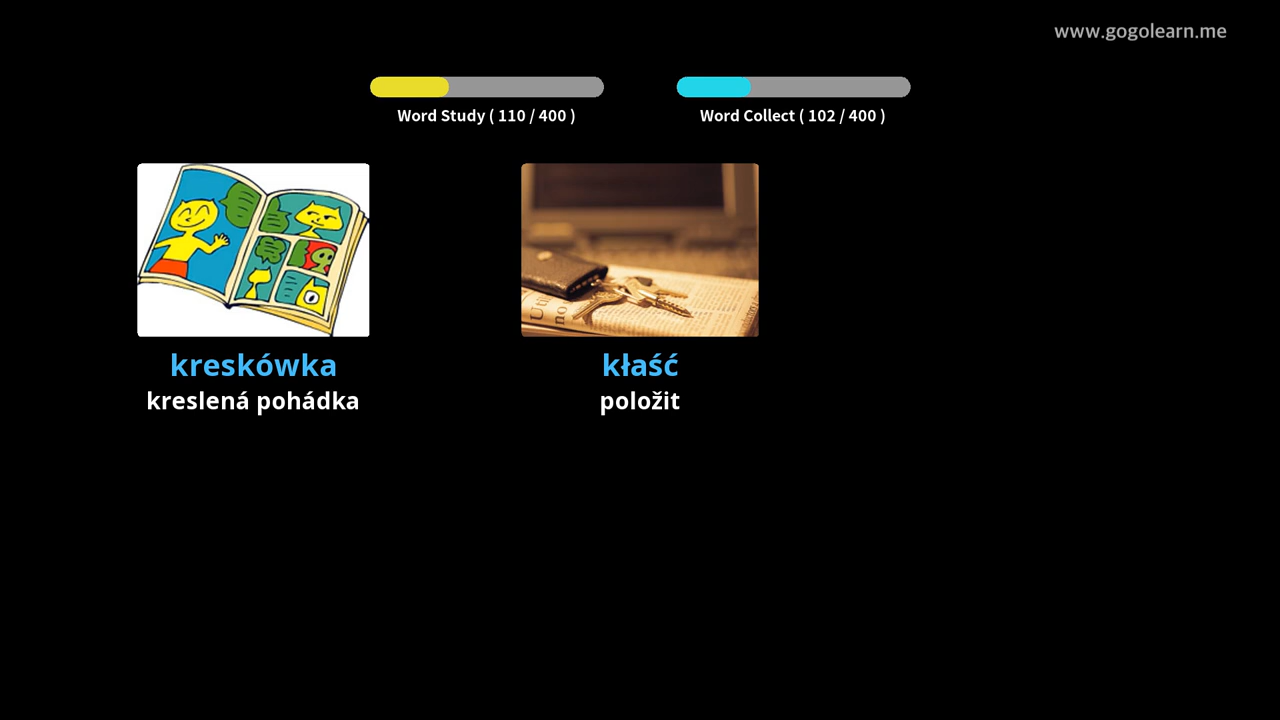 www.gogolearn.me
Word Study ( 110 / 400 )
Word Collect ( 102 / 400 )
kreskówka
kreslená pohádka
kłaść
položit